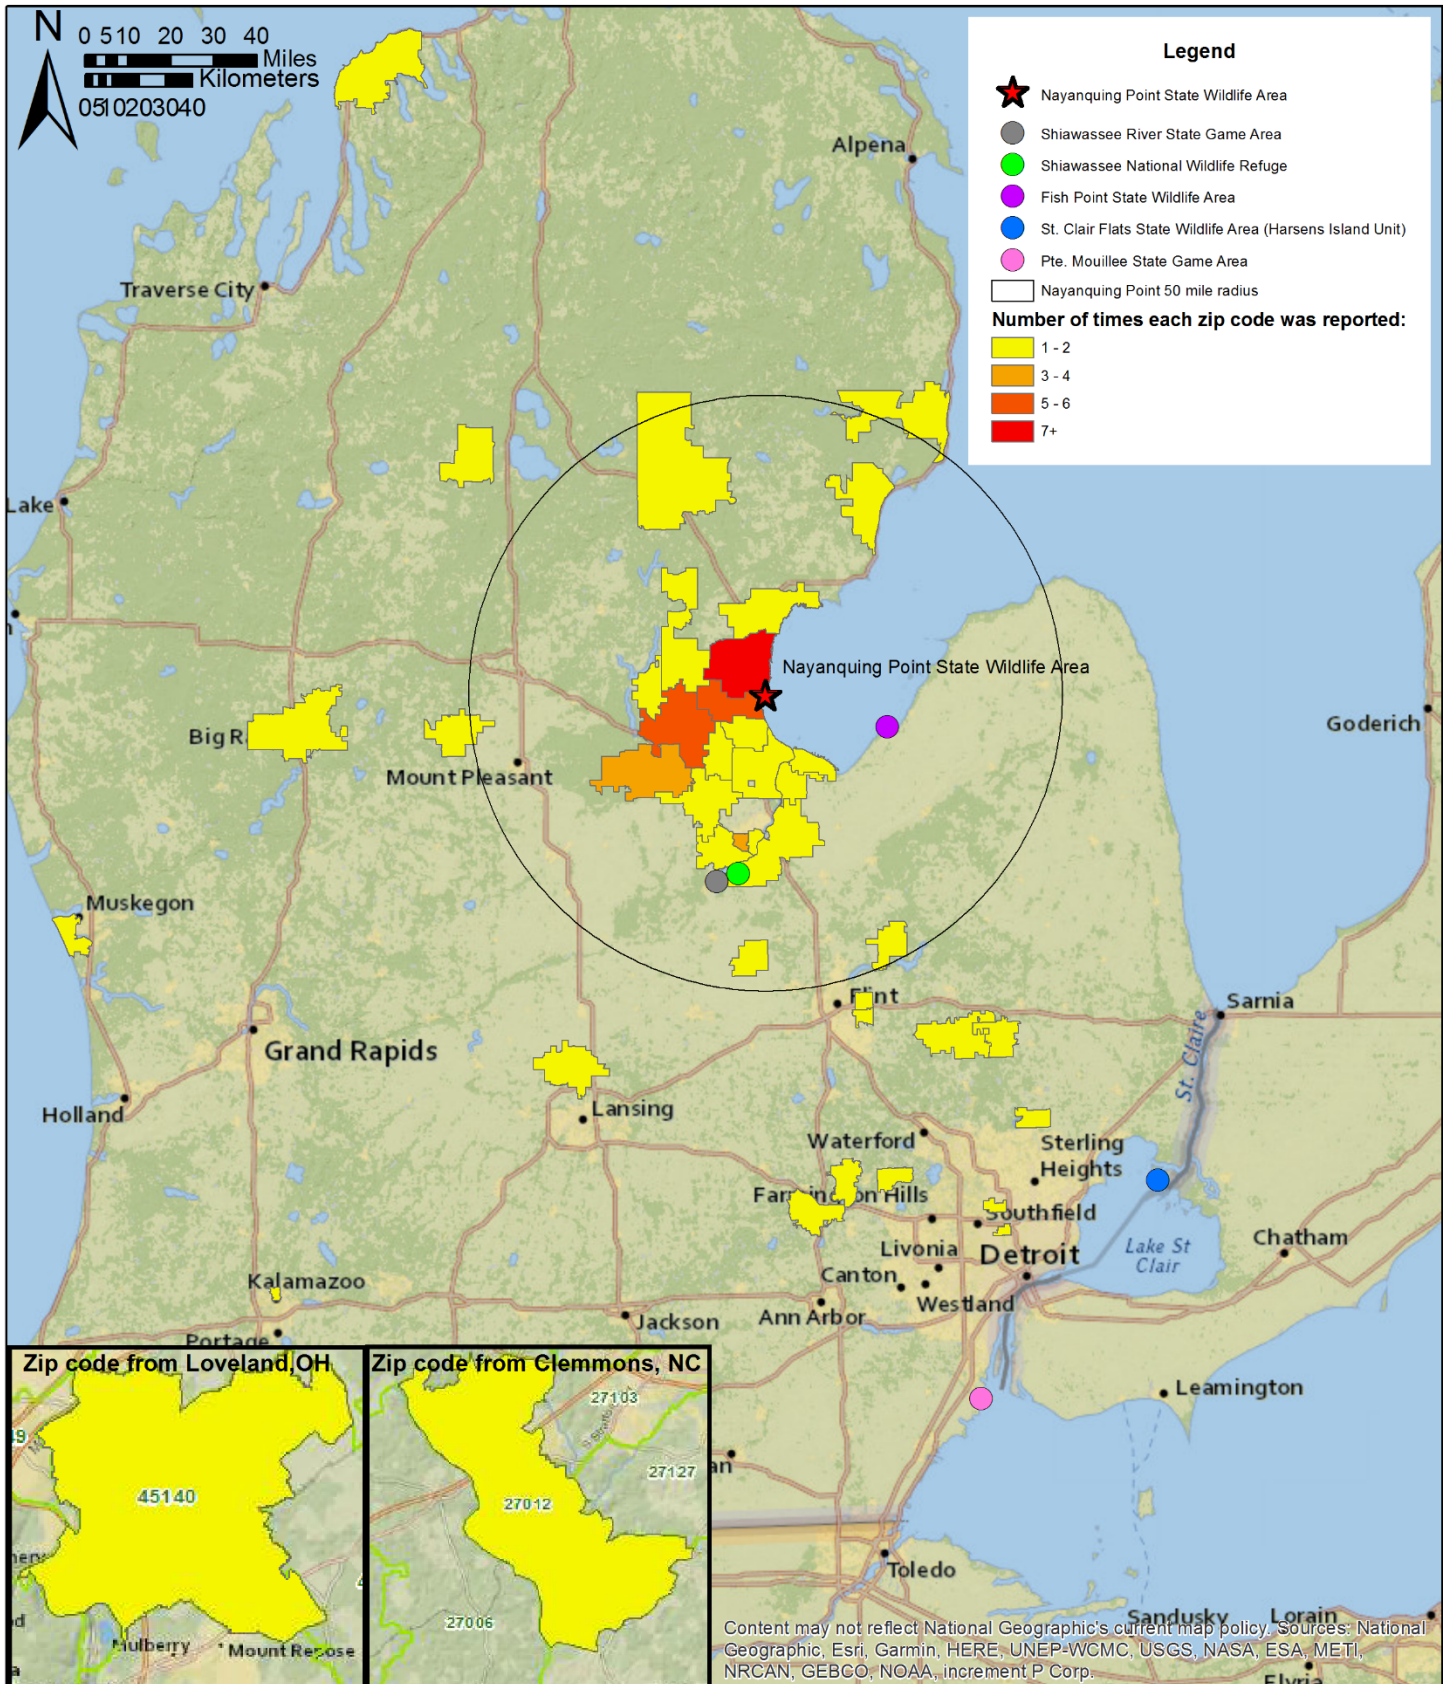 N
0 5 10 20 30 40
Miles
Kilometers
0510203040
Legend
Nayanquing Point State Wildlife Area
Shiawassee River State Game Area
Shiawassee National Wildlife Refuge
Fish Point State Wildlife Area
St. Clair Flats State Wildlife Area (Harsens Island Unit)
Pte. Mouillee State Game Area
Nayanquing Point 50 mile radius
Number of times each zip code was reported:
1 - 2
3 - 4
5 - 6
7+
Alpena
Traverse City
Lake
Nayanquing Point State Wildlife Area
Big R
Mount Pleasant
Goderich
Muskegon
Flint
Sarnia
St. Claire
Grand Rapids
Holland
Lansing
Waterford
Sterling
Heights
Farmington Hills
Southfield
Livonia
Detroit
Lake St
Clair
Chatham
Canton
Kalamazoo
Westland
Ann Arbor
Jackson
Portage
Leamington
Zip code from Loveland,OH
45140
Mulberry
Mount Repose
Zip code from Clemmons, NC
27103
27127
27012
27006
an
Toledo
Sandusky
Lorain
Elyria
Content may not reflect National Geographic's current map policy. Sources: National
Geographic, Esri, Garmin, HERE, UNEP-WCMC, USGS, NASA, ESA, METI,
NRCAN, GEBCO, NOAA, increment P Corp.